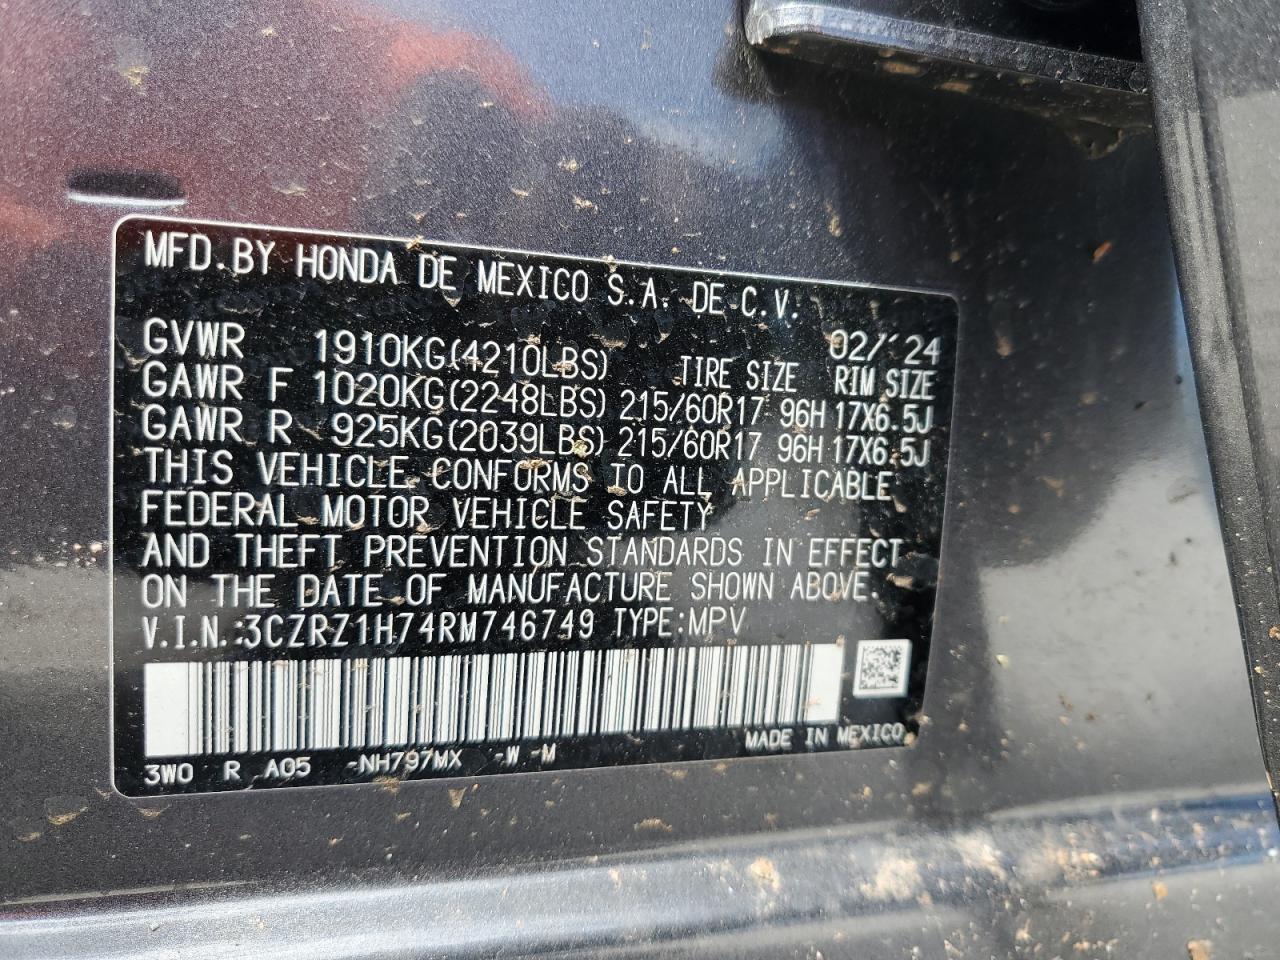 MFD.BY HONDA DE MEXICO S.A. DE C.V.
GVWR 1910KG(4210LBS) TIRE SIZE 02/'24 RIM SIZE
GAWR F 1020KG(2248LBS) 215/60R17 96H 17X6.5J
GAWR R 925KG(2039LBS) 215/60R17 96H 17X6.5J
THIS VEHICLE CONFORMS TO ALL APPLICABLE
FEDERAL MOTOR VEHICLE SAFETY
AND THEFT PREVENTION STANDARDS IN EFFECT
ON THE DATE OF MANUFACTURE SHOWN ABOVE.
V.I.N.:3CZRZ1H74RM746749 TYPE:MPV
MADE IN MEXICO
3W0 R A05 -NH797MX -W -M